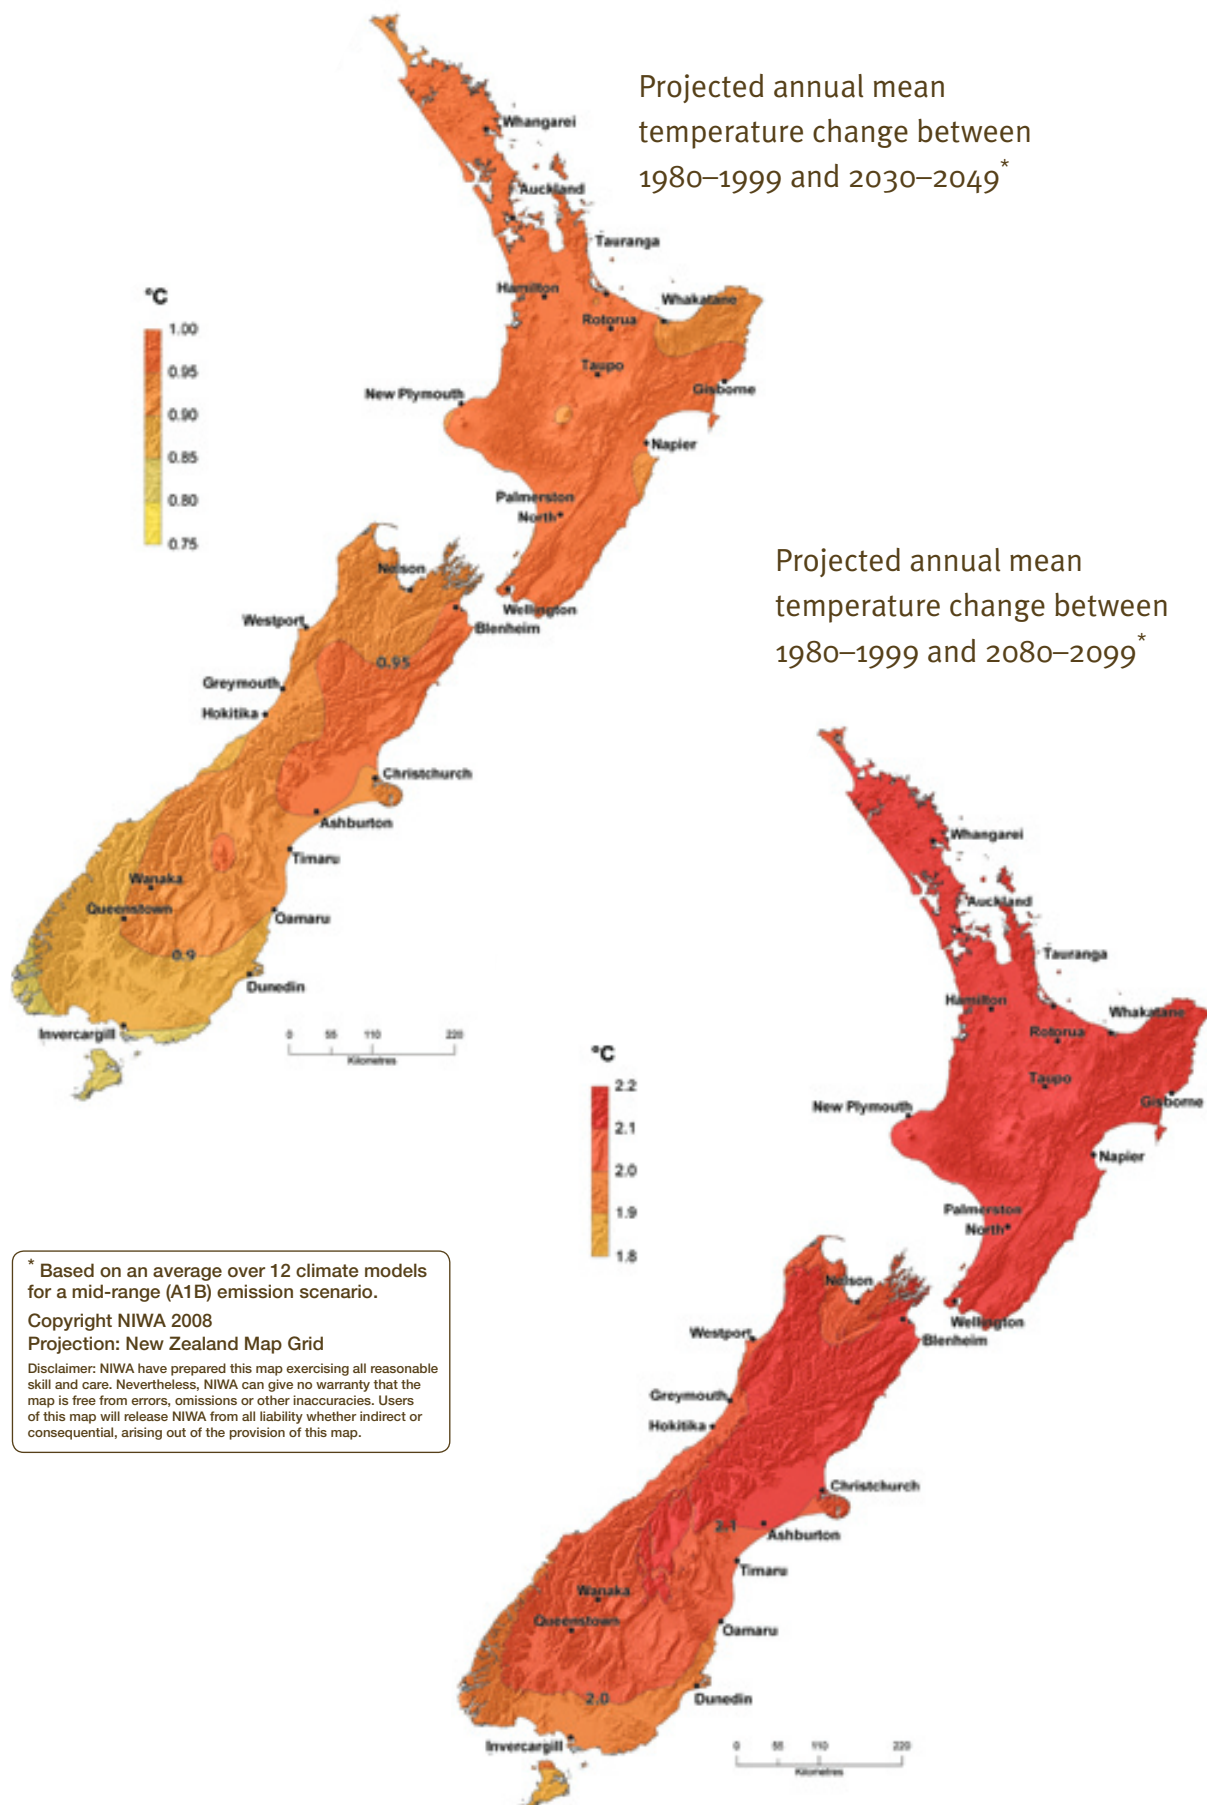 Projected annual mean
temperature change between
1980–1999 and 2030–2049*
Whangarei
Auckland
Tauranga
Hamilton
Whakatane
Rotorua
Taupo
Gisborne
New Plymouth
Napier
Palmerston
North
Wellington
°C
1.00
0.95
0.90
0.85
0.80
0.75
Nelson
Blenheim
Westport
0.95
Greymouth
Hokitika
Christchurch
Ashburton
Timaru
Wanaka
Queenstown
Oamaru
0.9
Dunedin
Invercargill
0 55 110 220
Kilometres
Projected annual mean
temperature change between
1980–1999 and 2080–2099*
Whangarei
Auckland
Tauranga
Hamilton
Whakatane
Rotorua
Taupo
Gisborne
New Plymouth
Napier
Palmerston
North
Wellington
°C
2.2
2.1
2.0
1.9
1.8
Nelson
Blenheim
Westport
Greymouth
Hokitika
Christchurch
2.1
Ashburton
Timaru
Wanaka
Queenstown
Oamaru
2.0
Dunedin
Invercargill
0 55 110 220
Kilometres
* Based on an average over 12 climate models
for a mid-range (A1B) emission scenario.
Copyright NIWA 2008
Projection: New Zealand Map Grid
Disclaimer: NIWA have prepared this map exercising all reasonable
skill and care. Nevertheless, NIWA can give no warranty that the
map is free from errors, omissions or other inaccuracies. Users
of this map will release NIWA from all liability whether indirect or
consequential, arising out of the provision of this map.